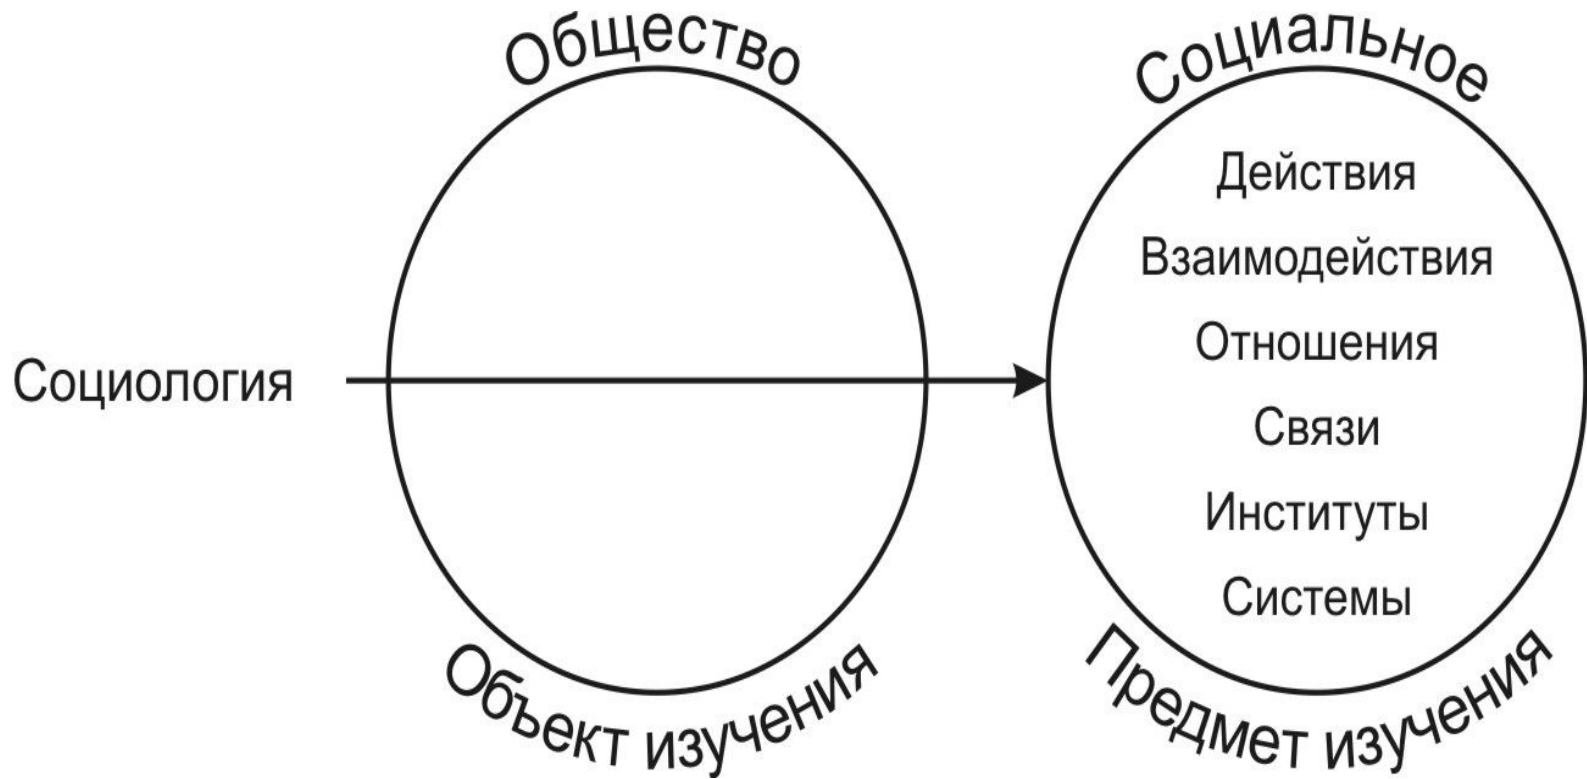 Социология
Общество
Объект изучения
Социальное
Действия
Взаимодействия
Отношения
Связи
Институты
Системы
Предмет изучения